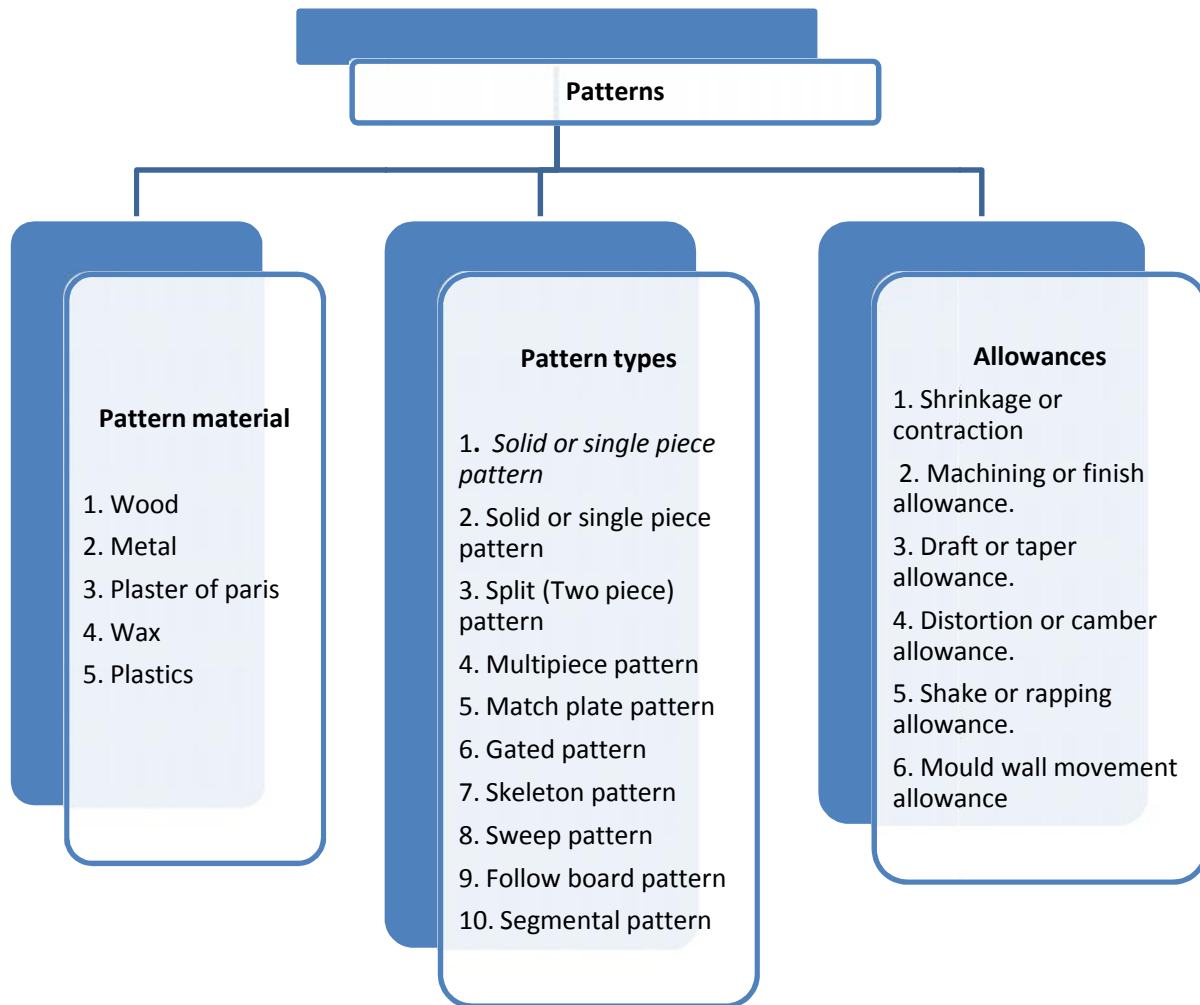 Patterns
Pattern material
1. Wood
2. Metal
3. Plaster of paris
4. Wax
5. Plastics
Pattern types
1. Solid or single piece
pattern
2. Solid or single piece
pattern
3. Split (Two piece)
pattern
4. Multipiece pattern
5. Match plate pattern
6. Gated pattern
7. Skeleton pattern
8. Sweep pattern
9. Follow board pattern
10. Segmental pattern
Allowances
1. Shrinkage or
contraction
2. Machining or finish
allowance.
3. Draft or taper
allowance.
4. Distortion or camber
allowance.
5. Shake or rapping
allowance.
6. Mould wall movement
allowance